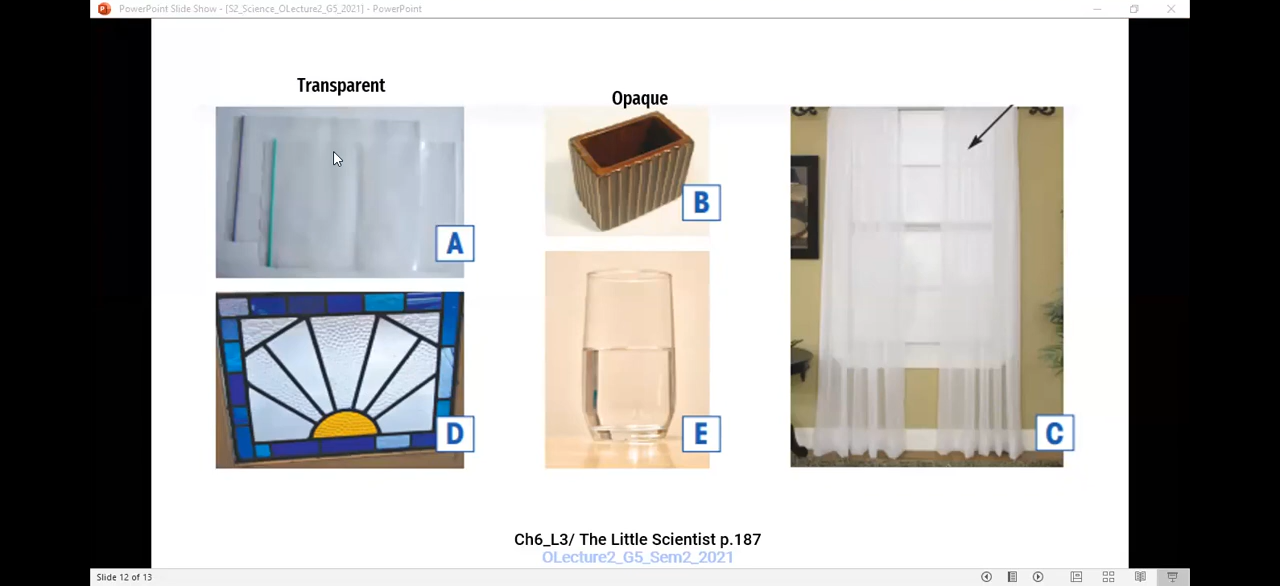 PowerPoint Slide Show - [S2_Science_OLecture2_G5_2021] - PowerPoint
Transparent
Opaque
A
B
D
E
C
Ch6_L3/ The Little Scientist p.187
OLecture2_G5_Sem2_2021
Slide 12 of 13